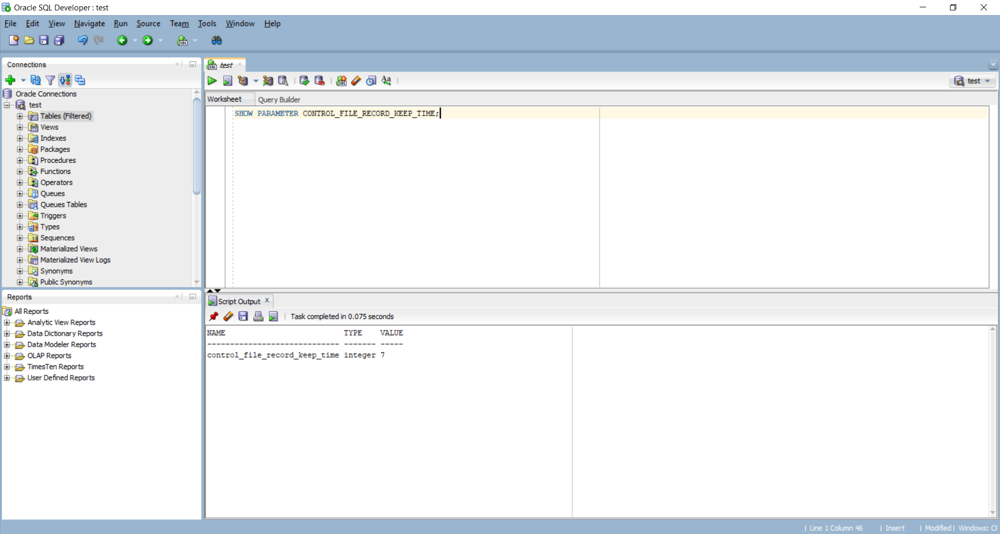 Oracle SQL Developer : test
File Edit View Navigate Run Source Team Tools Window Help
Connections
Oracle Connections
test
Tables (Filtered)
Views
Indexes
Packages
Procedures
Functions
Operators
Queues
Queues Tables
Triggers
Types
Sequences
Materialized Views
Materialized View Logs
Synonyms
Public Synonyms
Reports
All Reports
Analytic View Reports
Data Dictionary Reports
Data Modeler Reports
OLAP Reports
TimesTen Reports
User Defined Reports
test
test
Worksheet Query Builder
SHOW PARAMETER CONTROL_FILE_RECORD_KEEP_TIME;
Script Output
Task completed in 0.075 seconds
NAME TYPE VALUE
----------------------------- ------- -----
control_file_record_keep_time integer 7
| Line 1 Column 46 | Insert | Modified | Windows: CF